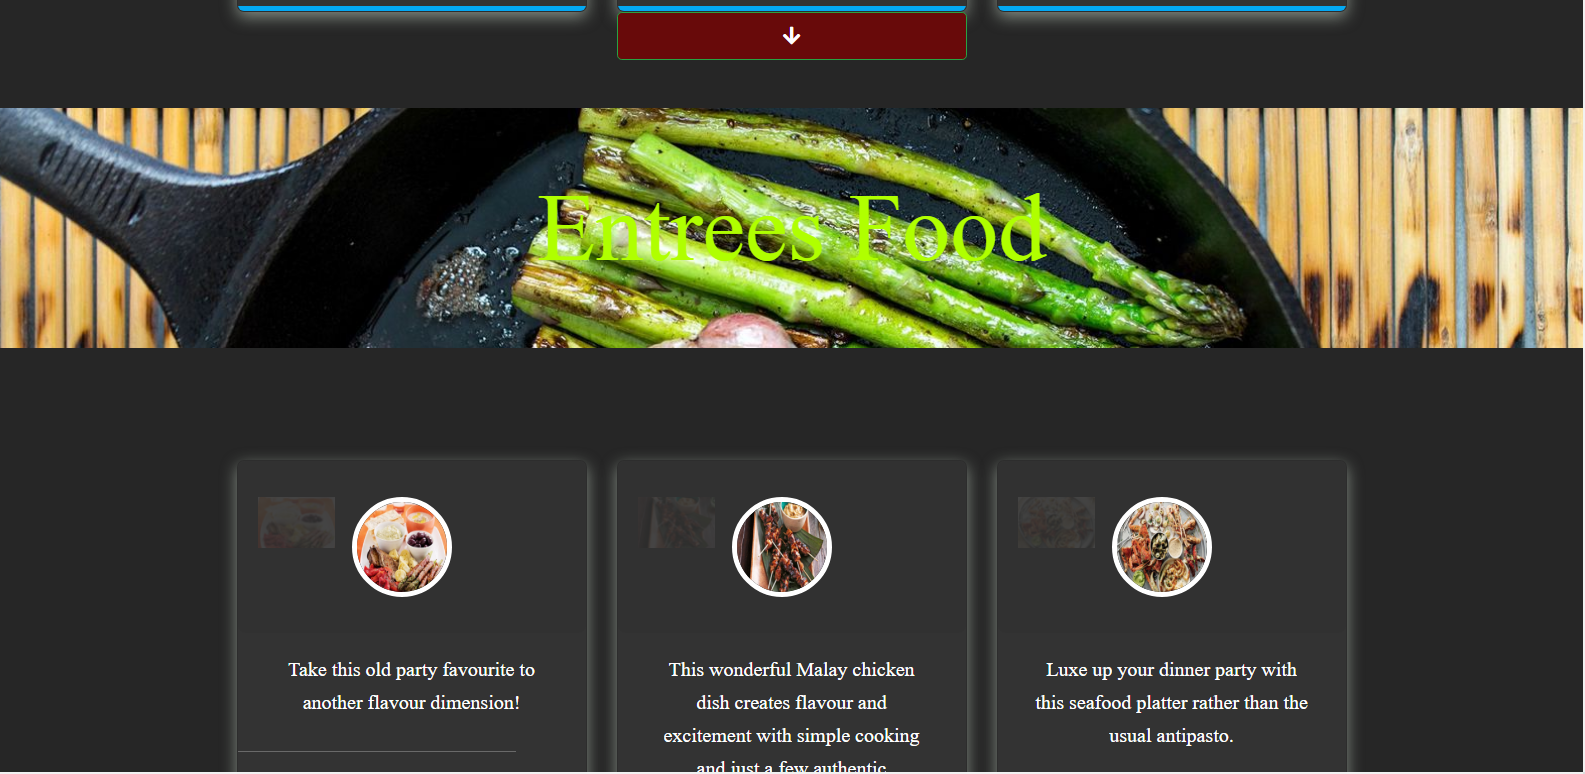 Entrees Food
Take this old party favourite to
another flavour dimension!
This wonderful Malay chicken
dish creates flavour and
excitement with simple cooking
and just a few authentic
Luxe up your dinner party with
this seafood platter rather than the
usual antipasto.